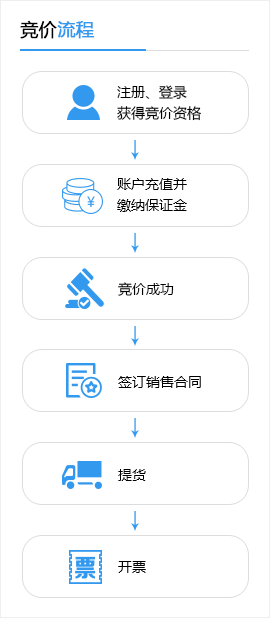 竞价流程
注册、登录
获得竞价资格
账户充值并
缴纳保证金
¥
竞价成功
签订销售合同
提货
票
开票